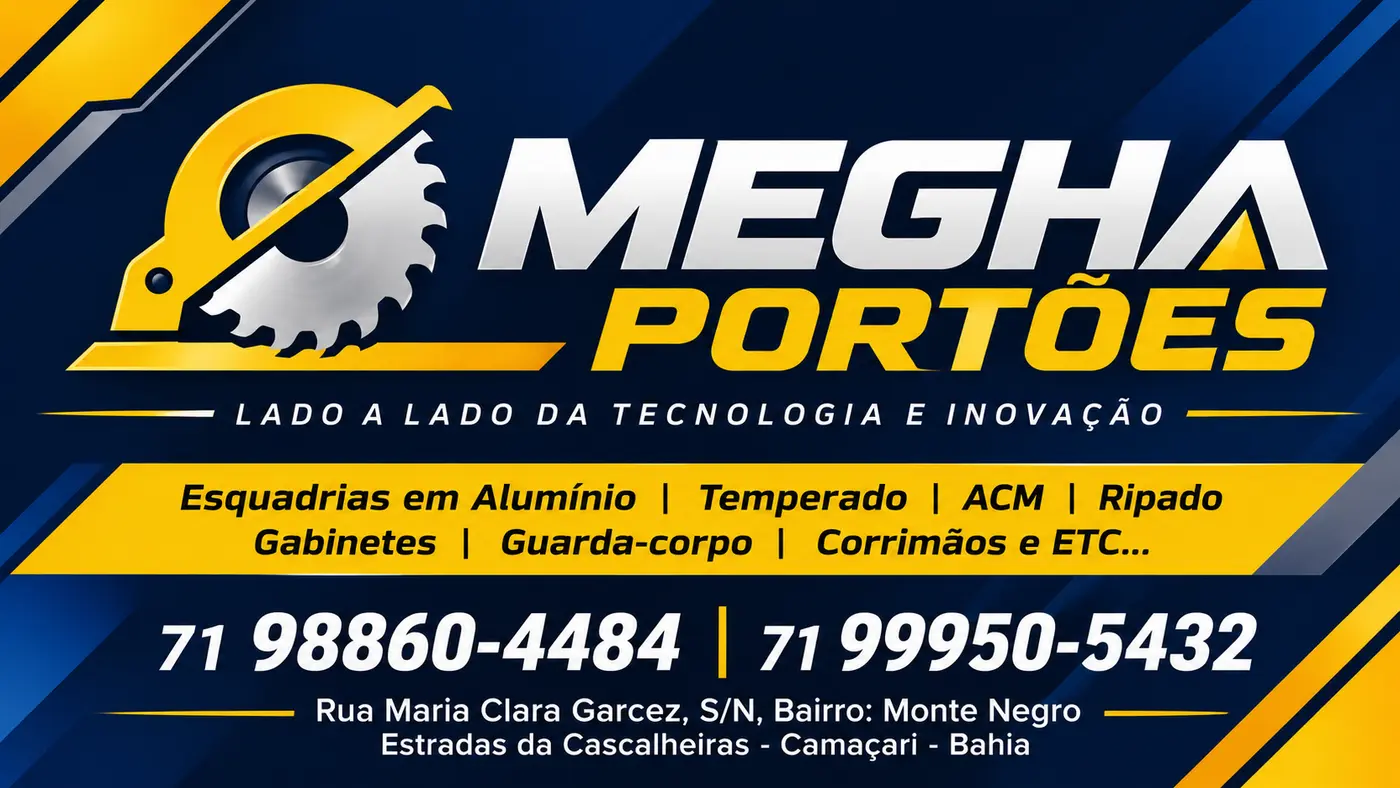 MEGHA
PORTÕES
LADO A LADO DA TECNOLOGIA E INOVAÇÃO
Esquadrias em Alumínio | Temperado | ACM | Ripado
Gabinetes | Guarda-corpo | Corrimãos e ETC...
71 98860-4484 | 71 99950-5432
Rua Maria Clara Garcez, S/N, Bairro: Monte Negro
Estradas da Cascalheiras - Camaçari - Bahia